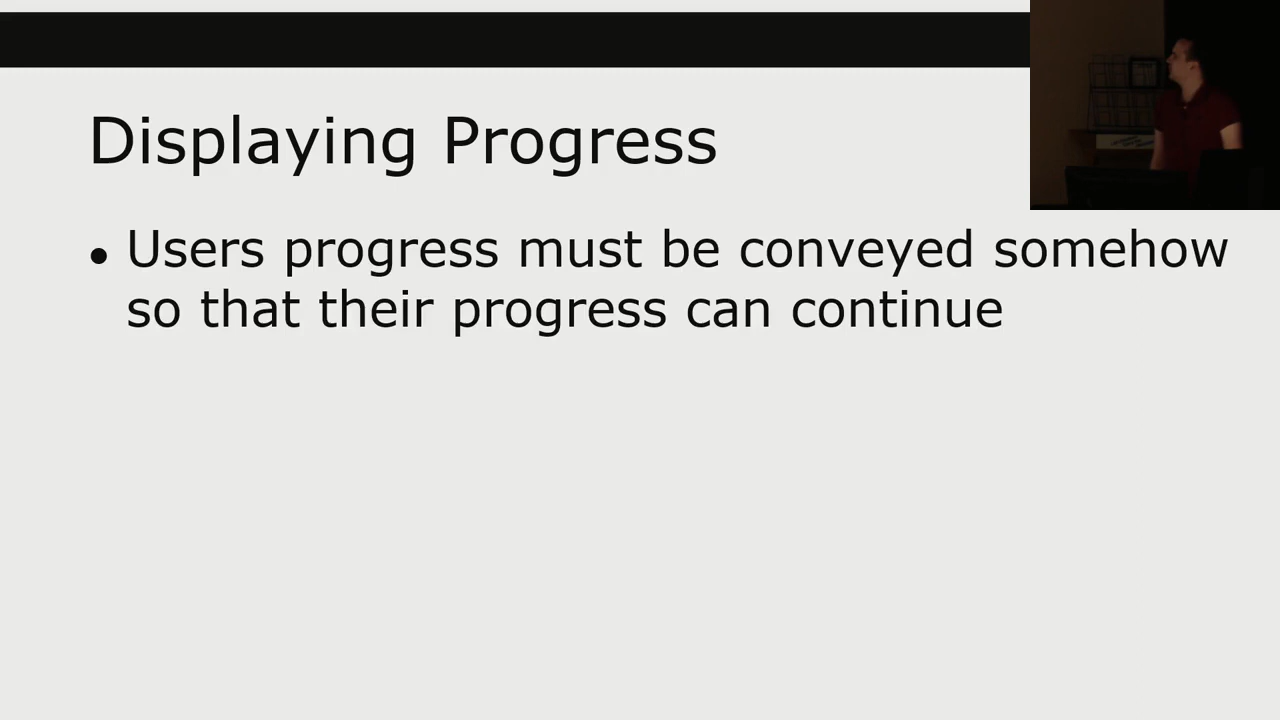 Displaying Progress
• Users progress must be conveyed somehow
so that their progress can continue